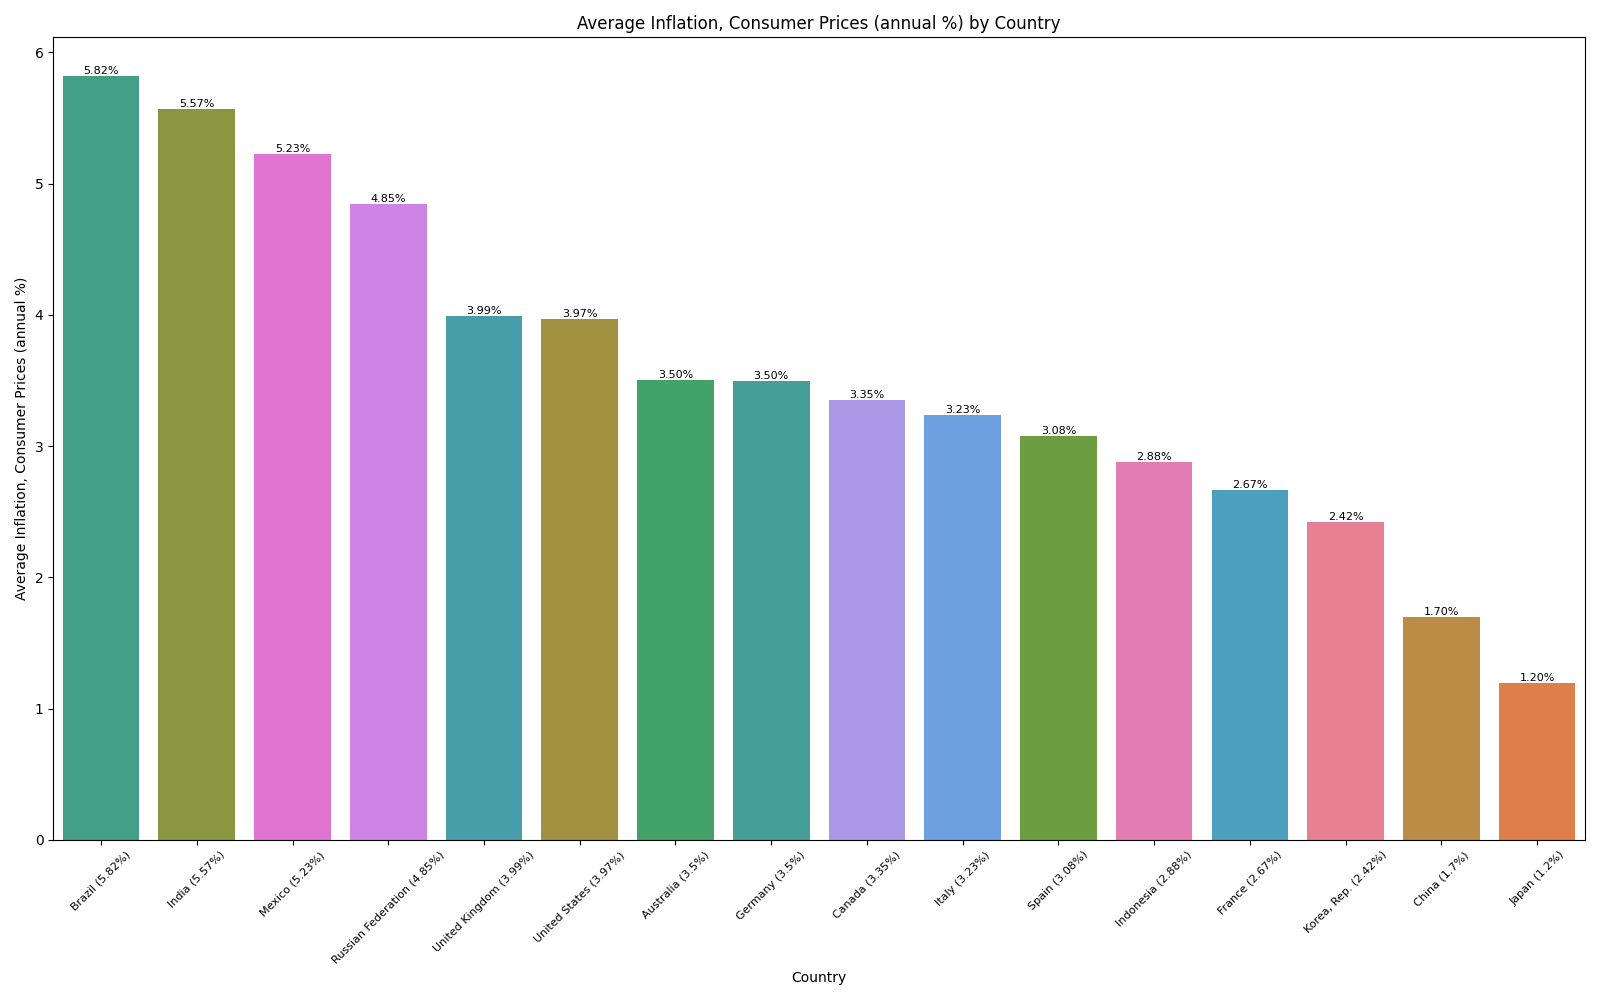 Average Inflation, Consumer Prices (annual %) by Country
Average Inflation, Consumer Prices (annual %)
6
5
4
3
2
1
0
5.82%
5.57%
5.23%
4.85%
3.99%
3.97%
3.50%
3.50%
3.35%
3.23%
3.08%
2.88%
2.67%
2.42%
1.70%
1.20%
Brazil (5.82%)
India (5.57%)
Mexico (5.23%)
Russian Federation (4.85%)
United Kingdom (3.99%)
United States (3.97%)
Australia (3.5%)
Germany (3.5%)
Canada (3.35%)
Italy (3.23%)
Spain (3.08%)
Indonesia (2.88%)
France (2.67%)
Korea, Rep. (2.42%)
China (1.7%)
Japan (1.2%)
Country